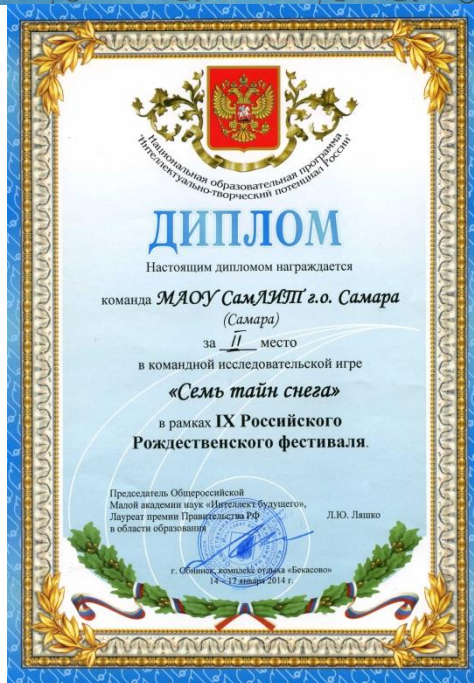 Национальная образовательная программа
"Интеллектуально-творческий потенциал России"
ДИПЛОМ
Настоящим дипломом награждается
команда МАОУ СамЛИТ г.о. Самара
(Самара)
за II место
в командной исследовательской игре
«Семь тайн снега»
в рамках IX Российского
Рождественского фестиваля.
Председатель Общероссийской
Малой академии наук «Интеллект будущего»,
Лауреат премии Правительства РФ
в области образования
Л.Ю. Ляшко
г. Обнинск, комплекс отдыха «Бекасово»
14 - 17 января 2014 г.